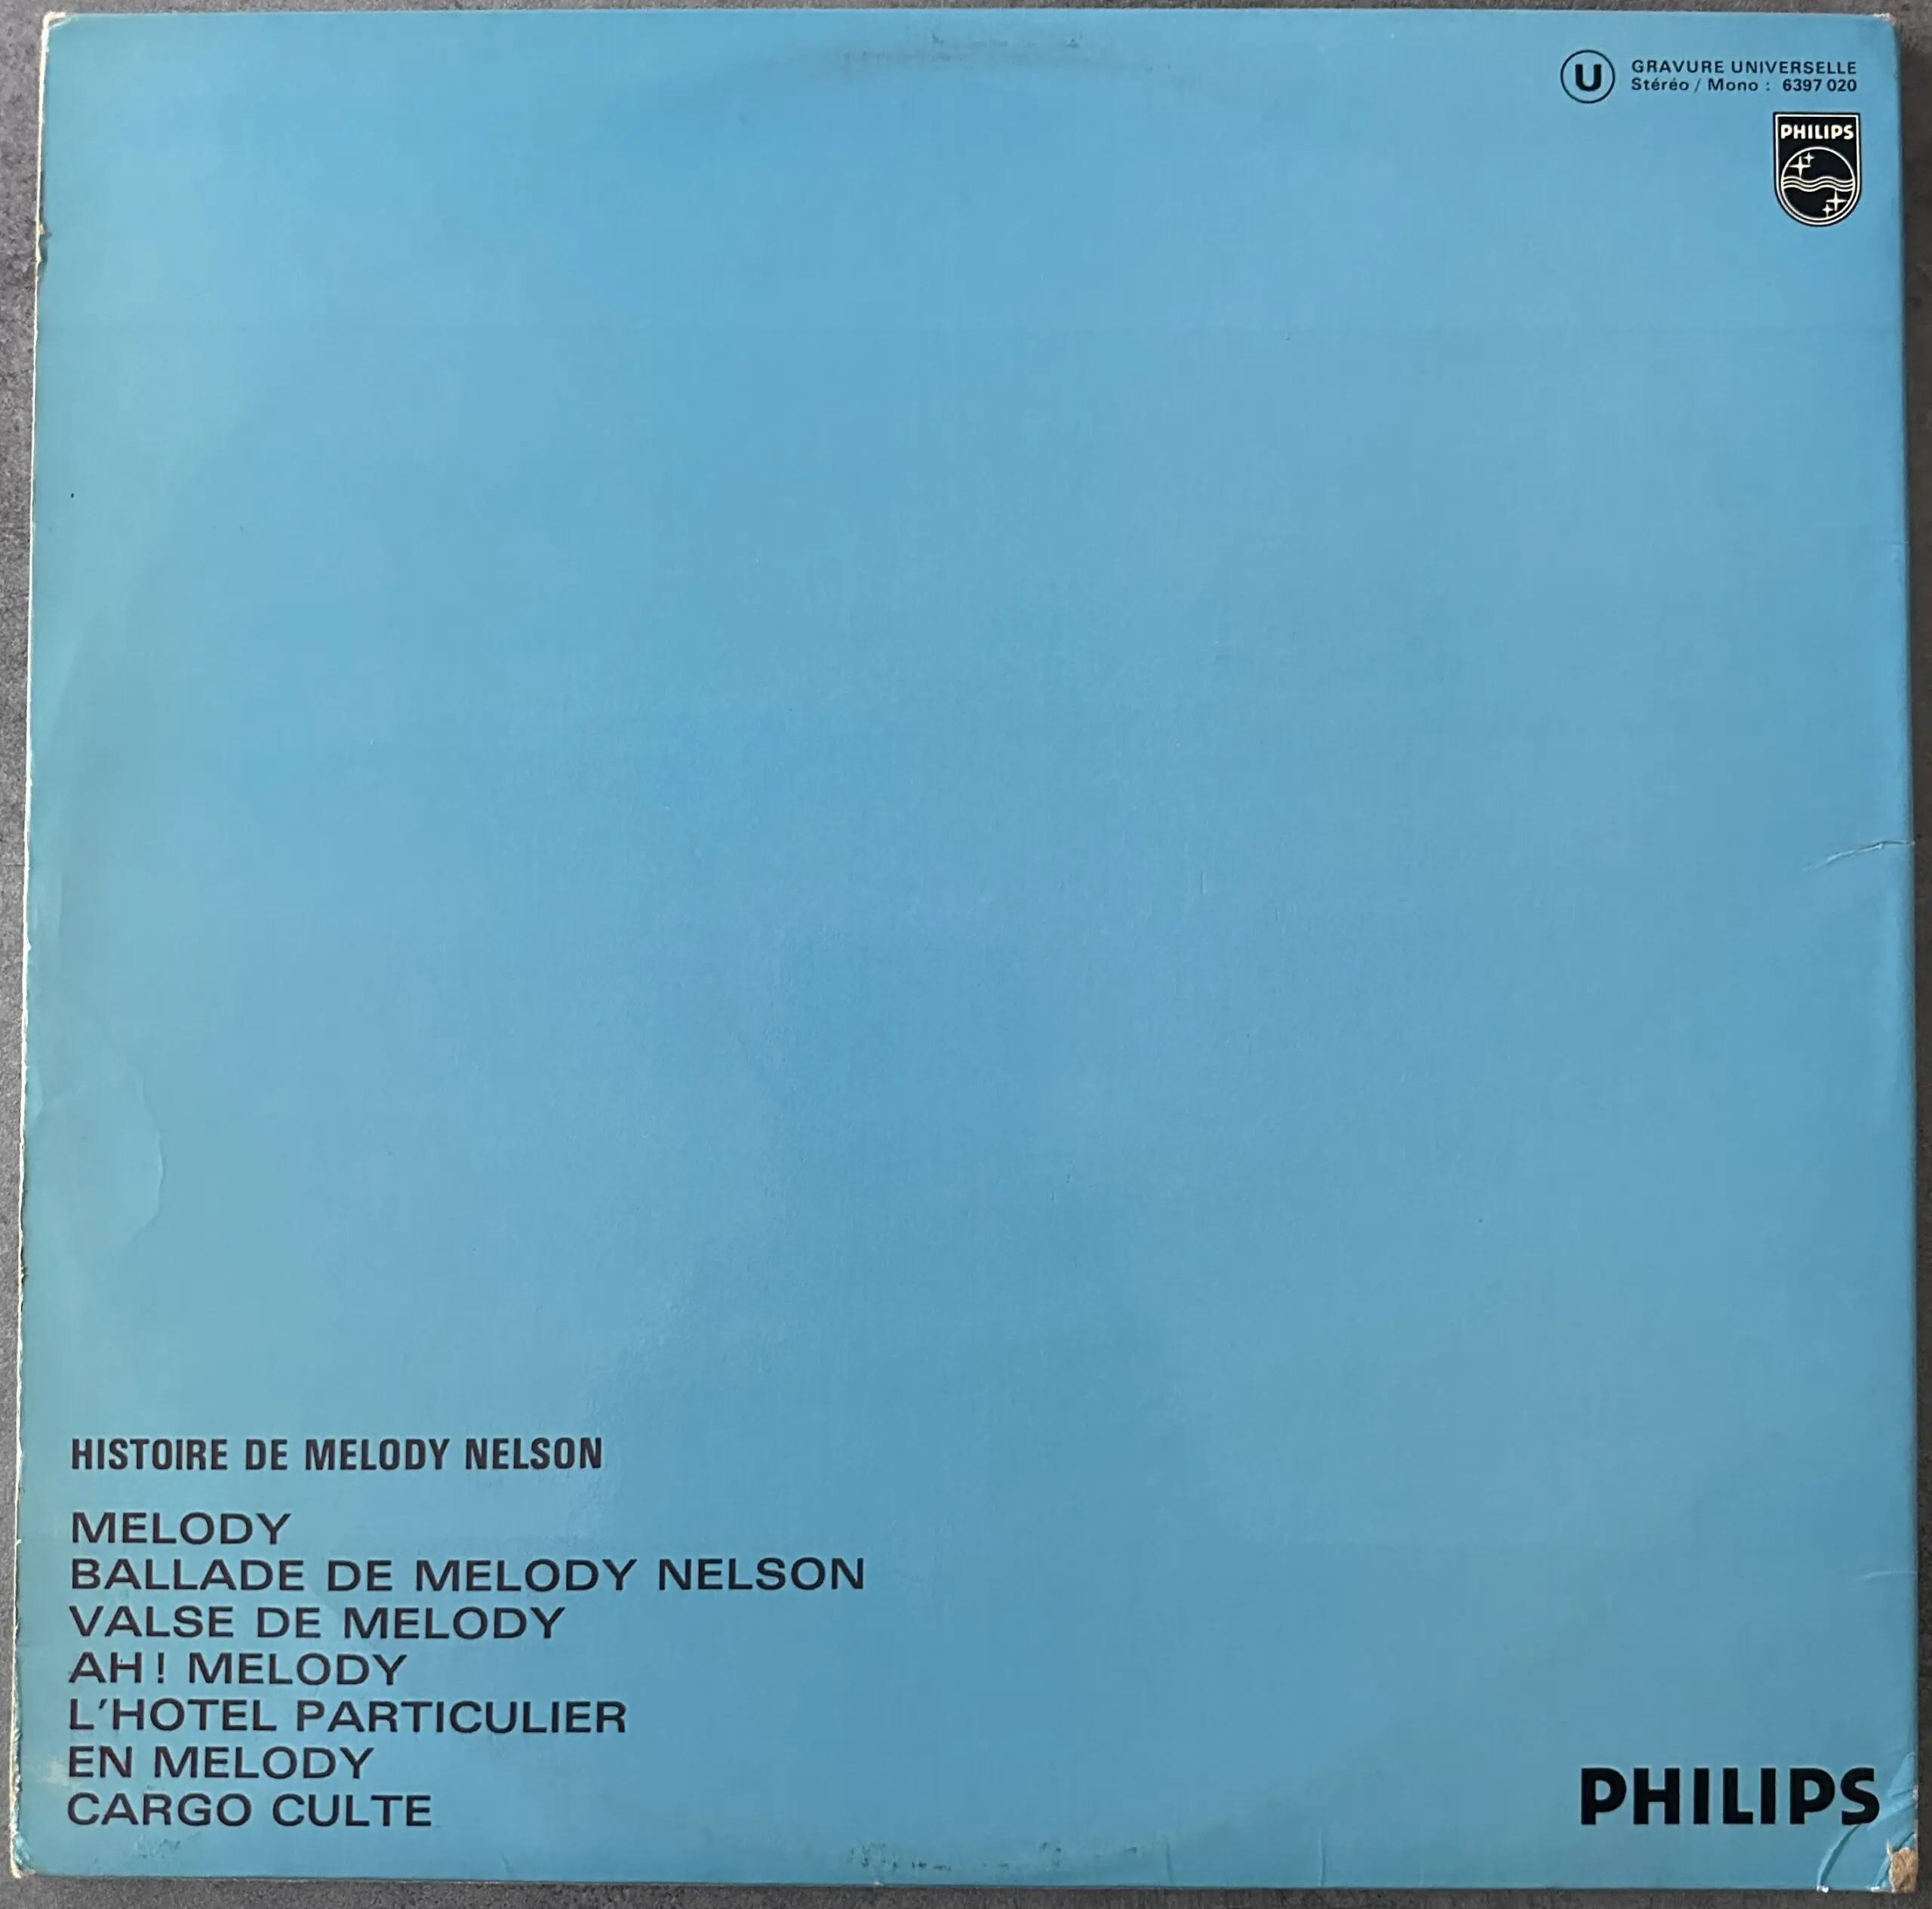 U
GRAVURE UNIVERSELLE
Stéréo / Mono : 6397 020
PHILIPS
HISTOIRE DE MELODY NELSON
MELODY
BALLADE DE MELODY NELSON
VALSE DE MELODY
AH! MELODY
L'HOTEL PARTICULIER
EN MELODY
CARGO CULTE
PHILIPS